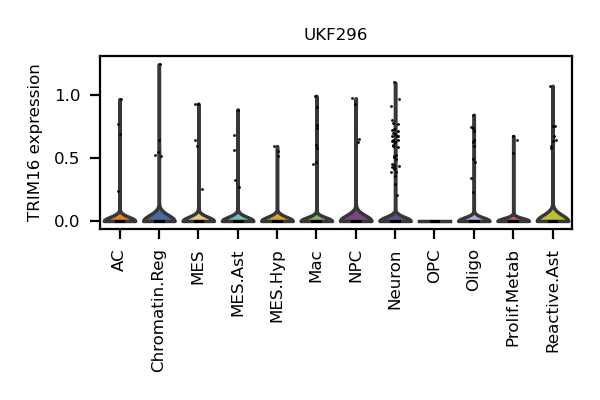 UKF296
TRIM16 expression
1.0
0.5
0.0
AC
Chromatin.Reg
MES
MES.Ast
MES.Hyp
Mac
NPC
Neuron
OPC
Oligo
Prolif.Metab
Reactive.Ast